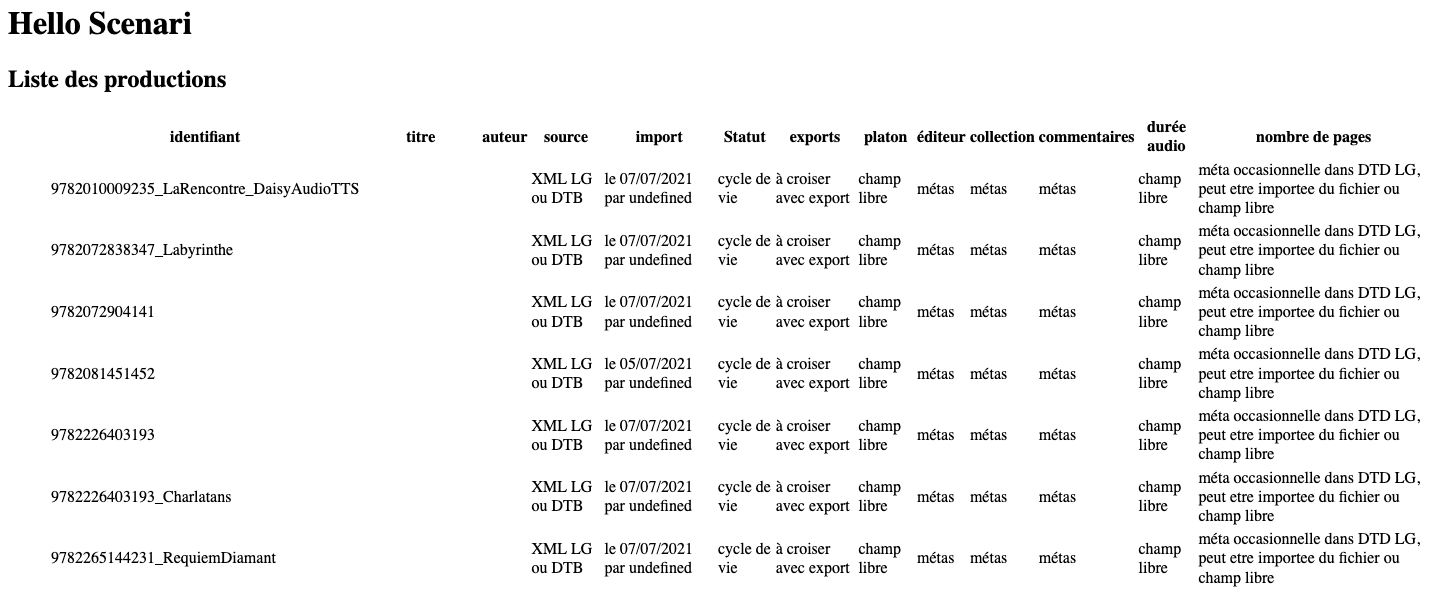 Hello Scenari
Liste des productions
identifiant titre auteur source import Statut exports platon éditeur collection commentaires durée audio nombre de pages
9782010009235_LaRencontre_DaisyAudioTTS XML LG ou DTB le 07/07/2021 par undefined cycle de vie à croiser avec export champ libre métas métas métas champ libre méta occasionnelle dans DTD LG, peut etre importee du fichier ou champ libre
9782072838347_Labyrinthe XML LG ou DTB le 07/07/2021 par undefined cycle de vie à croiser avec export champ libre métas métas métas champ libre méta occasionnelle dans DTD LG, peut etre importee du fichier ou champ libre
9782072904141 XML LG ou DTB le 07/07/2021 par undefined cycle de vie à croiser avec export champ libre métas métas métas champ libre méta occasionnelle dans DTD LG, peut etre importee du fichier ou champ libre
9782081451452 XML LG ou DTB le 05/07/2021 par undefined cycle de vie à croiser avec export champ libre métas métas métas champ libre méta occasionnelle dans DTD LG, peut etre importee du fichier ou champ libre
9782226403193 XML LG ou DTB le 07/07/2021 par undefined cycle de vie à croiser avec export champ libre métas métas métas champ libre méta occasionnelle dans DTD LG, peut etre importee du fichier ou champ libre
9782226403193_Charlatans XML LG ou DTB le 07/07/2021 par undefined cycle de vie à croiser avec export champ libre métas métas métas champ libre méta occasionnelle dans DTD LG, peut etre importee du fichier ou champ libre
9782265144231_RequiemDiamant XML LG ou DTB le 07/07/2021 par undefined cycle de vie à croiser avec export champ libre métas métas métas champ libre méta occasionnelle dans DTD LG, peut etre importee du fichier ou champ libre